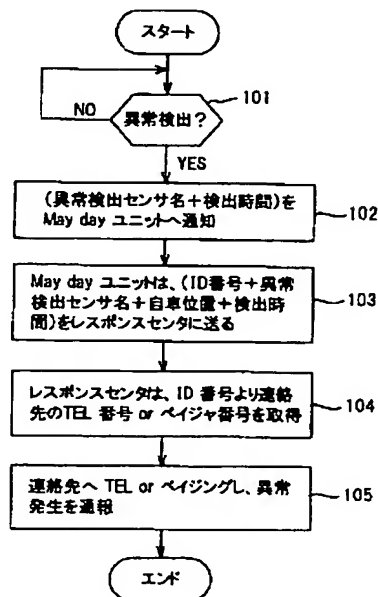 スタート
異常検出?
101
NO
YES
(異常検出センサ名+検出時間)を
May day ユニットへ通知
102
May day ユニットは、(ID番号+異常
検出センサ名+自車位置+検出時
間)をレスポンスセンタに送る
103
レスポンスセンタは、ID 番号より連絡
先のTEL 番号 or ペイジャ番号を取得
104
連絡先へ TEL or ペイジングし、異常
発生を通報
105
エンド